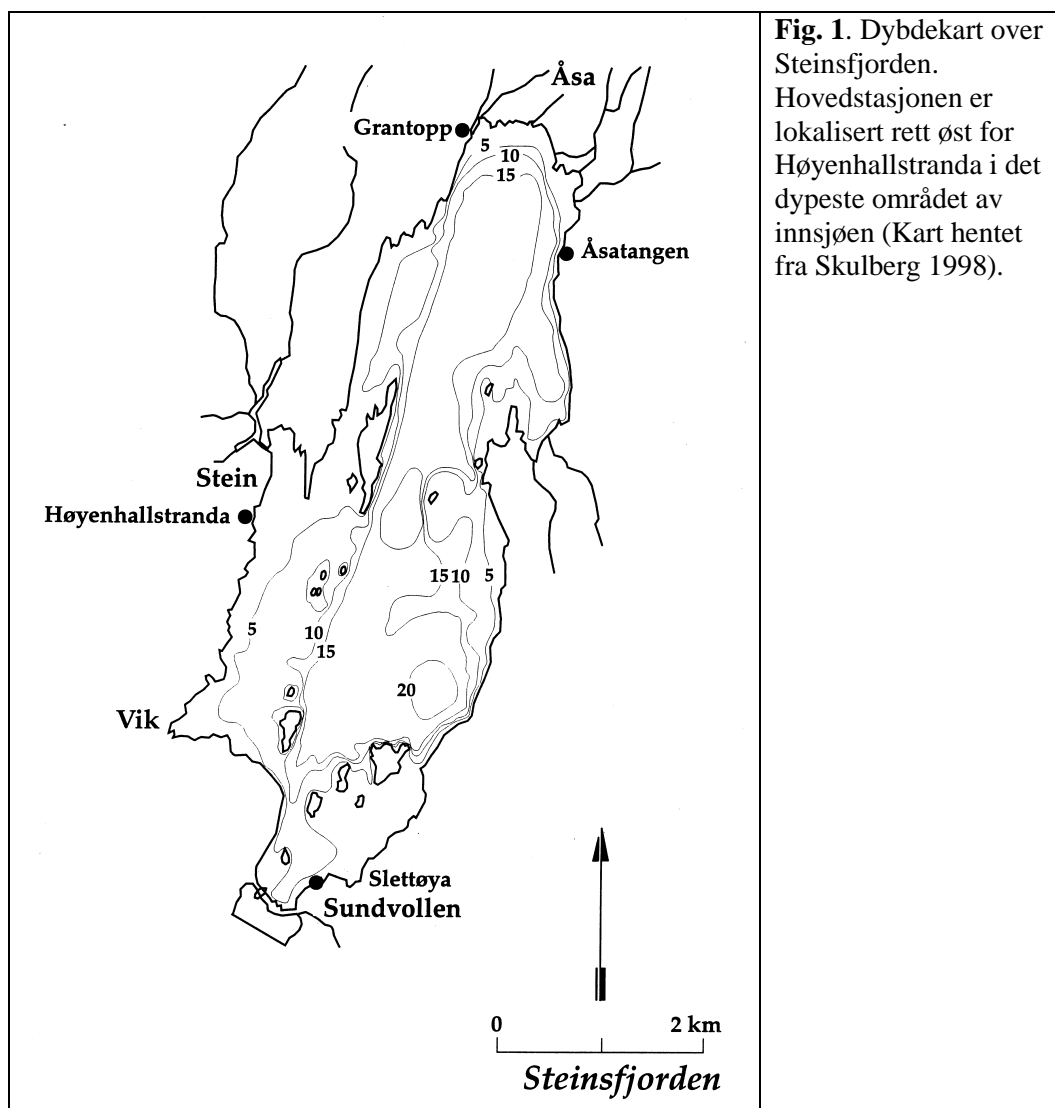 Fig. 1. Dybdekart over
Steinsfjorden.
Hovedstasjonen er
lokalisert rett øst for
Høyenhallstranda i det
dypeste området av
innsjøen (Kart hentet
fra Skulberg 1998).
Åsa
Grantopp
5
10
15
Åsatangen
Stein
Høyenhallstranda
15 10 5
5
10
15
20
Vik
Slettøya
Sundvollen
0 2 km
Steinsfjorden